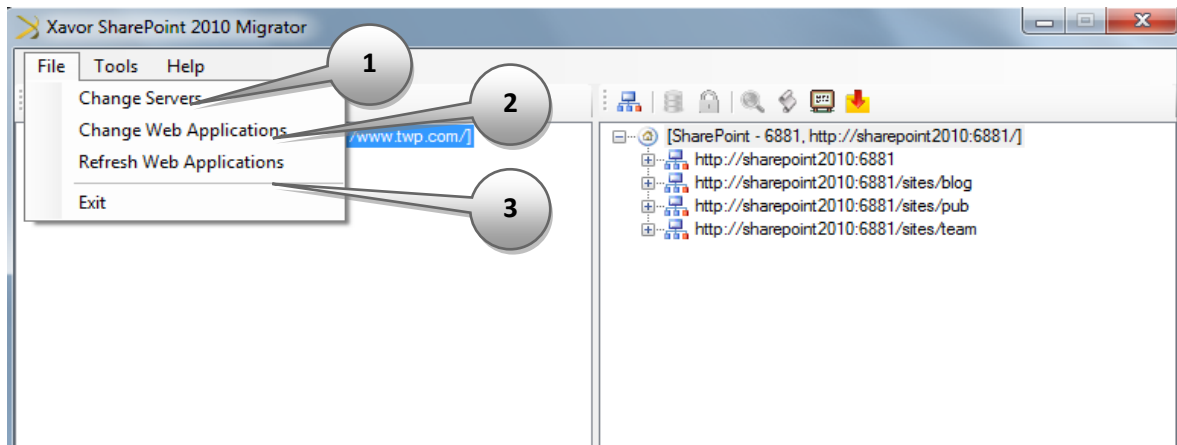 Xavor SharePoint 2010 Migrator
File Tools Help
1
Change Servers
2
Change Web Applications
//www.twp.com/]
Refresh Web Applications
3
Exit
[SharePoint - 6881, http://sharepoint2010:6881/]
http://sharepoint2010:6881
http://sharepoint2010:6881/sites/blog
http://sharepoint2010:6881/sites/pub
http://sharepoint2010:6881/sites/team